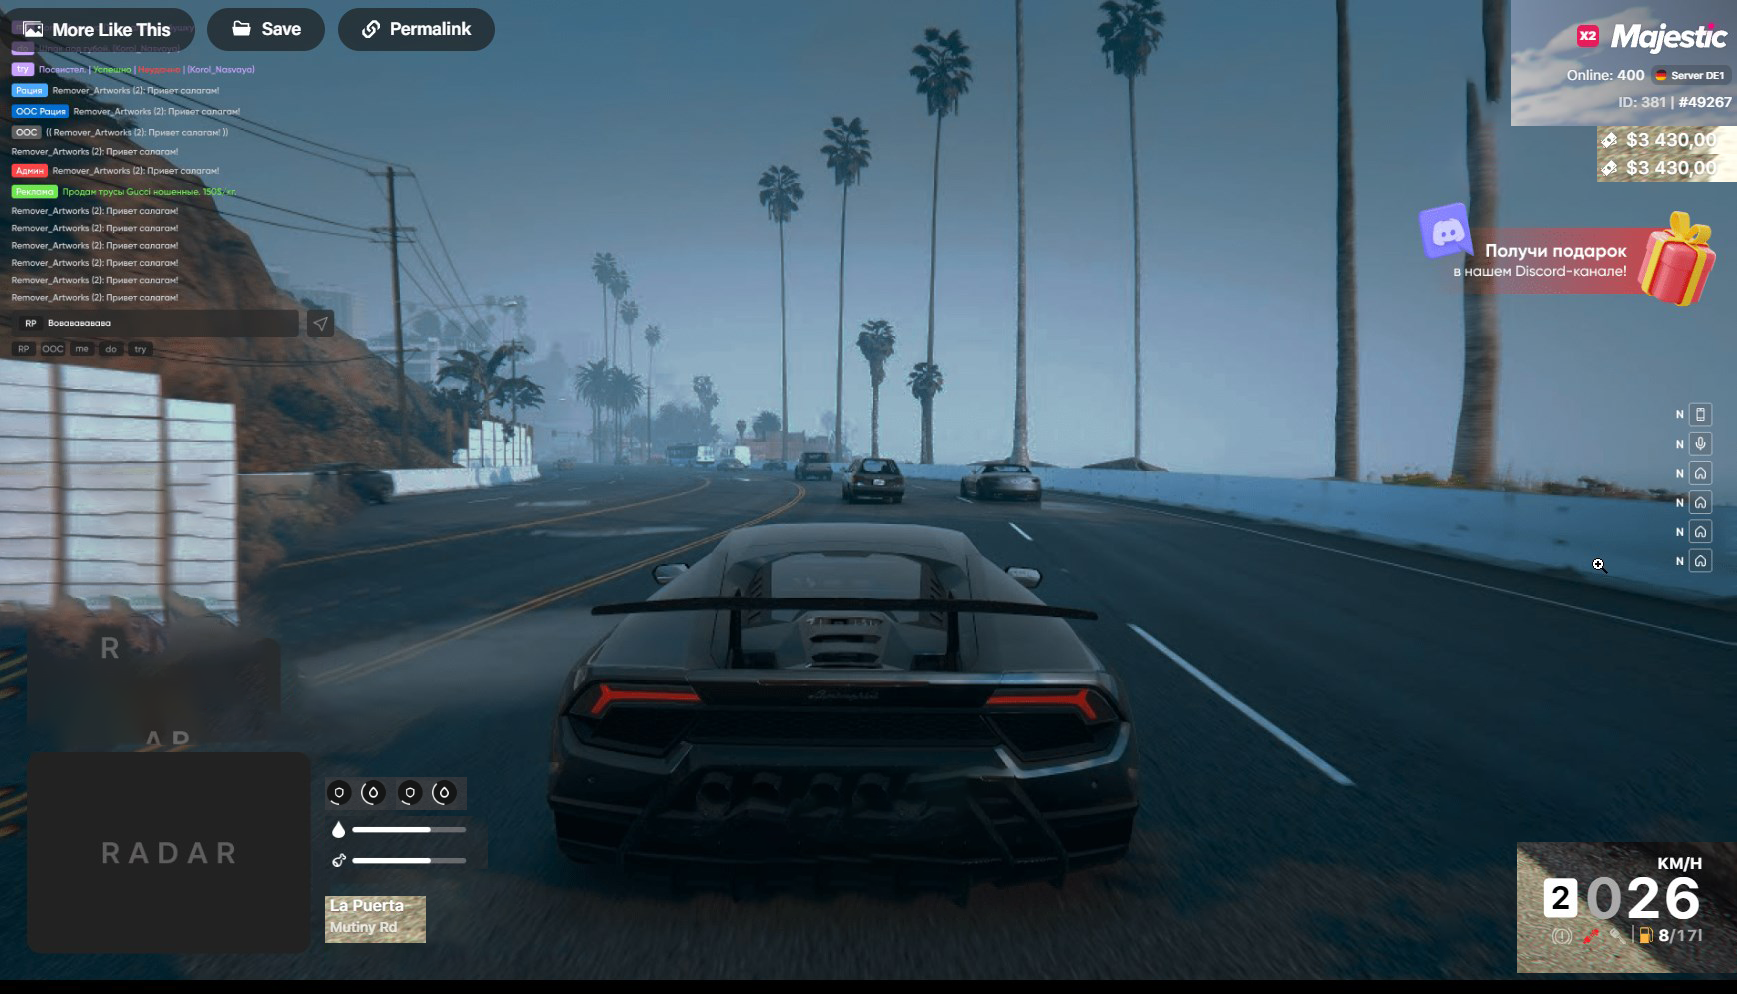 More Like This
Save
Permalink
try Посвистел. | Успешно | Неудачно | (Korol_Nasvaya)
Рация Remover_Artworks (2): Привет салагам!
OOC Рация Remover_Artworks (2): Привет салагам!
OOC (( Remover_Artworks (2): Привет салагам! ))
Remover_Artworks (2): Привет салагам!
Админ Remover_Artworks (2): Привет салагам!
Реклама Продам трусы Gucci ношенные. 150$/кг.
Remover_Artworks (2): Привет салагам!
Remover_Artworks (2): Привет салагам!
Remover_Artworks (2): Привет салагам!
Remover_Artworks (2): Привет салагам!
Remover_Artworks (2): Привет салагам!
Remover_Artworks (2): Привет салагам!
RP Вовавававава
RP OOC me do try
X2 Majestic
Online: 400 Server DE1
ID: 381 | #49267
$3 430,00
$3 430,00
Получи подарок
в нашем Discord-канале!
N
N
N
N
N
N
R
AR
RADAR
La Puerta
Mutiny Rd
KM/H
2 026
8/17l